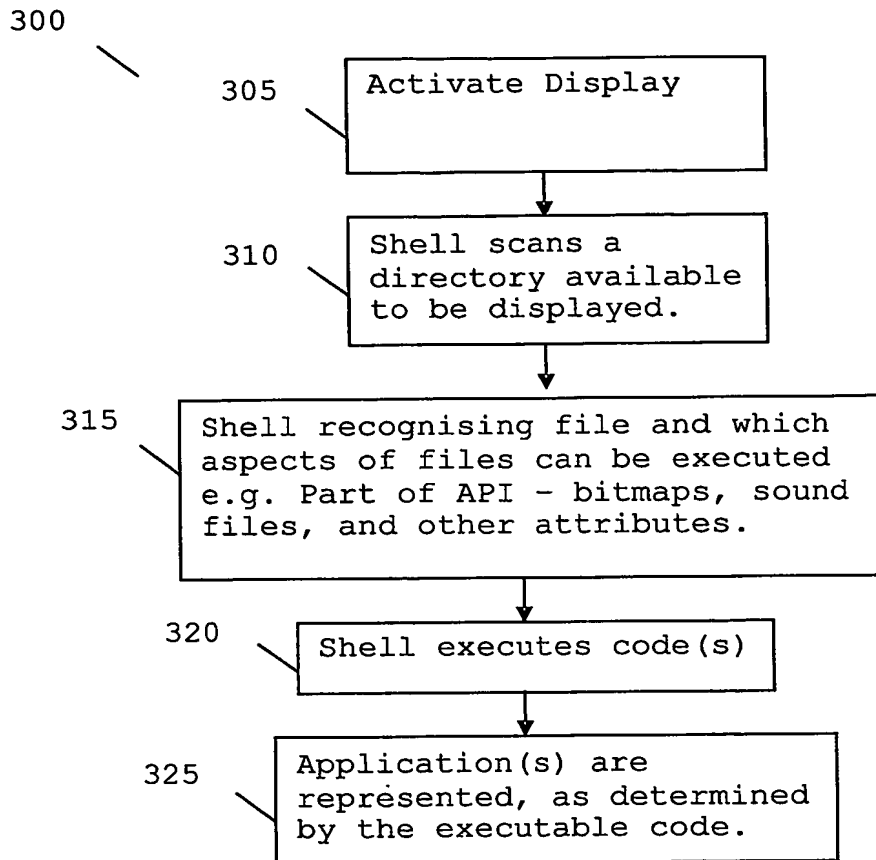 300
305
Activate Display
310
Shell scans a
directory available
to be displayed.
315
Shell recognising file and which
aspects of files can be executed
e.g. Part of API – bitmaps, sound
files, and other attributes.
320
Shell executes code(s)
325
Application(s) are
represented, as determined
by the executable code.